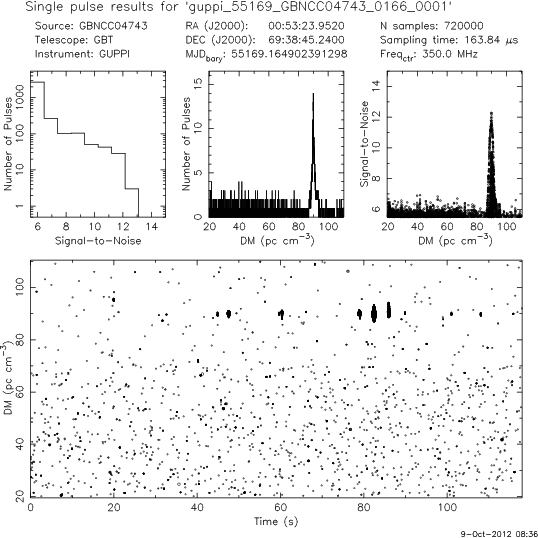 Single pulse results for 'guppi_55169_GBNCC04743_0166_0001'
Source: GBNCC04743 RA (J2000): 00:53:23.9520 N samples: 720000
Telescope: GBT DEC (J2000): 69:38:45.2400 Sampling time: 163.84 μs
Instrument: GUPPI MJDbary: 55169.164902391298 Freqctr: 350.0 MHz
Number of Pulses
1 10 100 1000
6 8 10 12 14
Signal-to-Noise
Number of Pulses
0 5 10 15
20 40 60 80 100
DM (pc cm-3)
Signal-to-Noise
6 8 10 12 14
20 40 60 80 100
DM (pc cm-3)
DM (pc cm-3)
20 40 60 80 100
0 20 40 60 80 100
Time (s)
9-Oct-2012 08:36